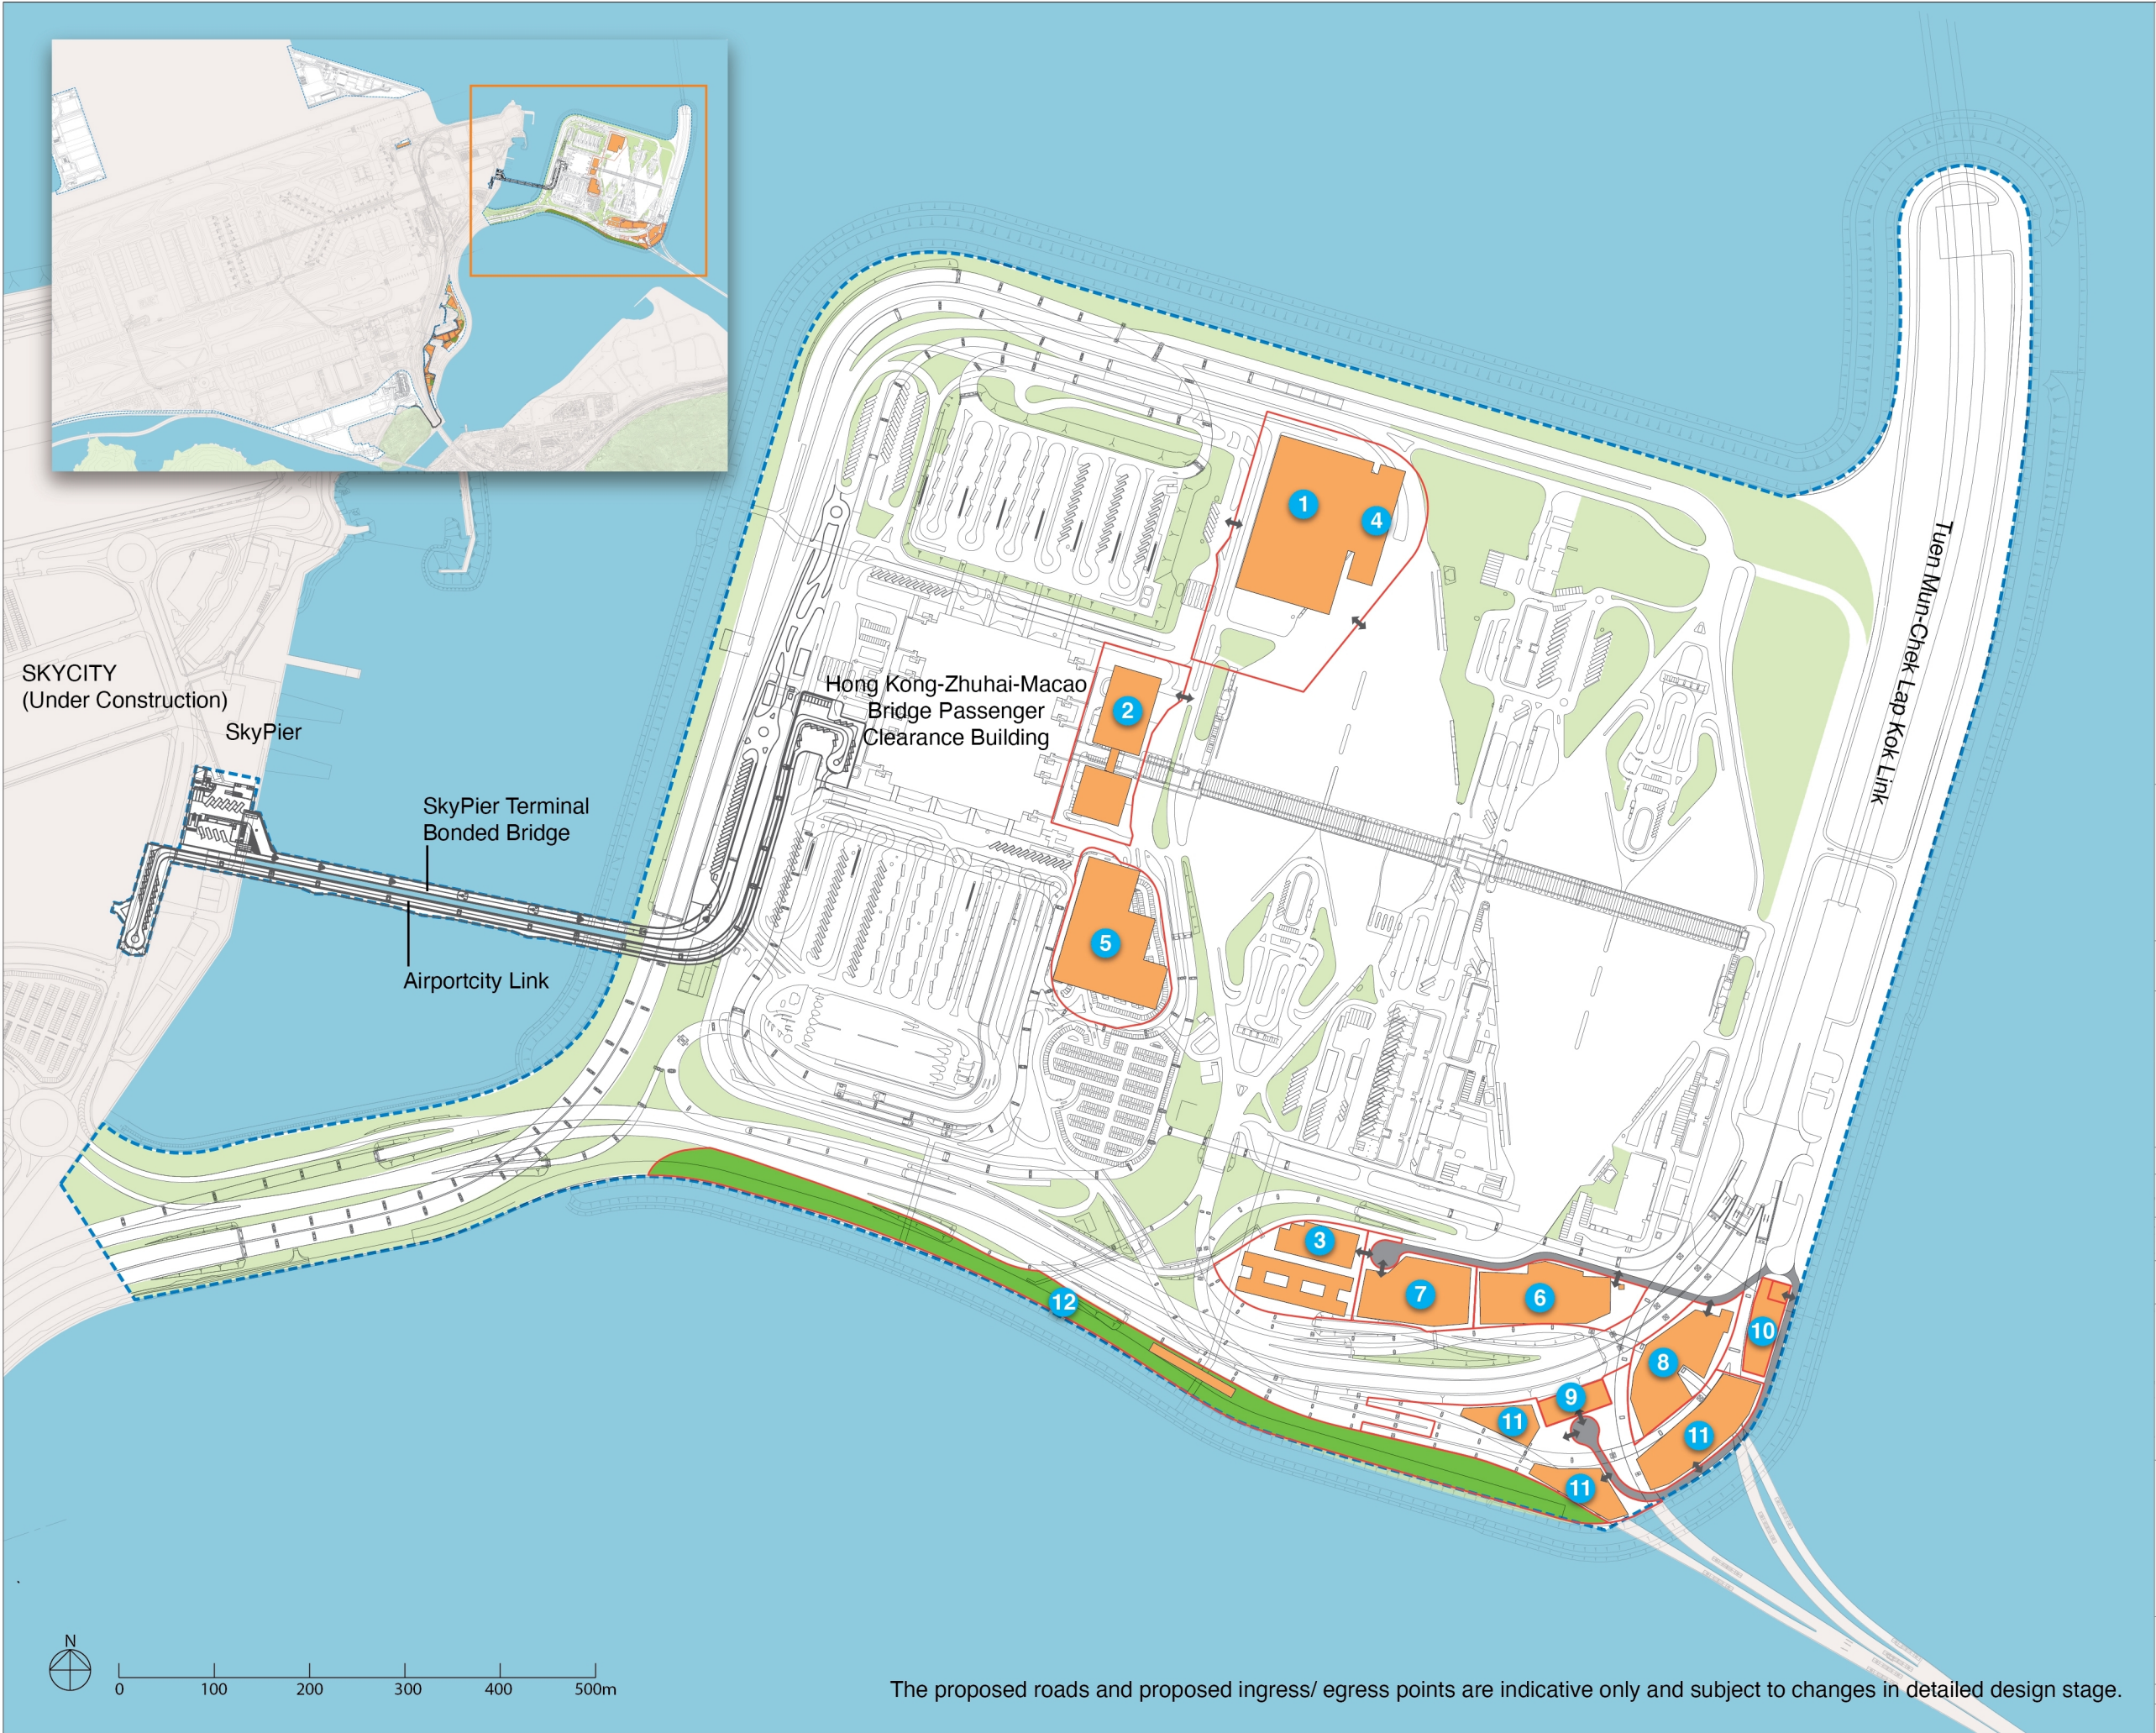 SKYCITY
(Under Construction)
SkyPier
SkyPier Terminal
Bonded Bridge
Airportcity Link
Hong Kong-Zhuhai-Macao
Bridge Passenger
Clearance Building
Tuen Mun-Chek Lap Kok Link
1
4
2
5
3
7
6
12
10
8
9
11
11
11
N
0 100 200 300 400 500m
The proposed roads and proposed ingress/ egress points are indicative only and subject to changes in detailed design stage.